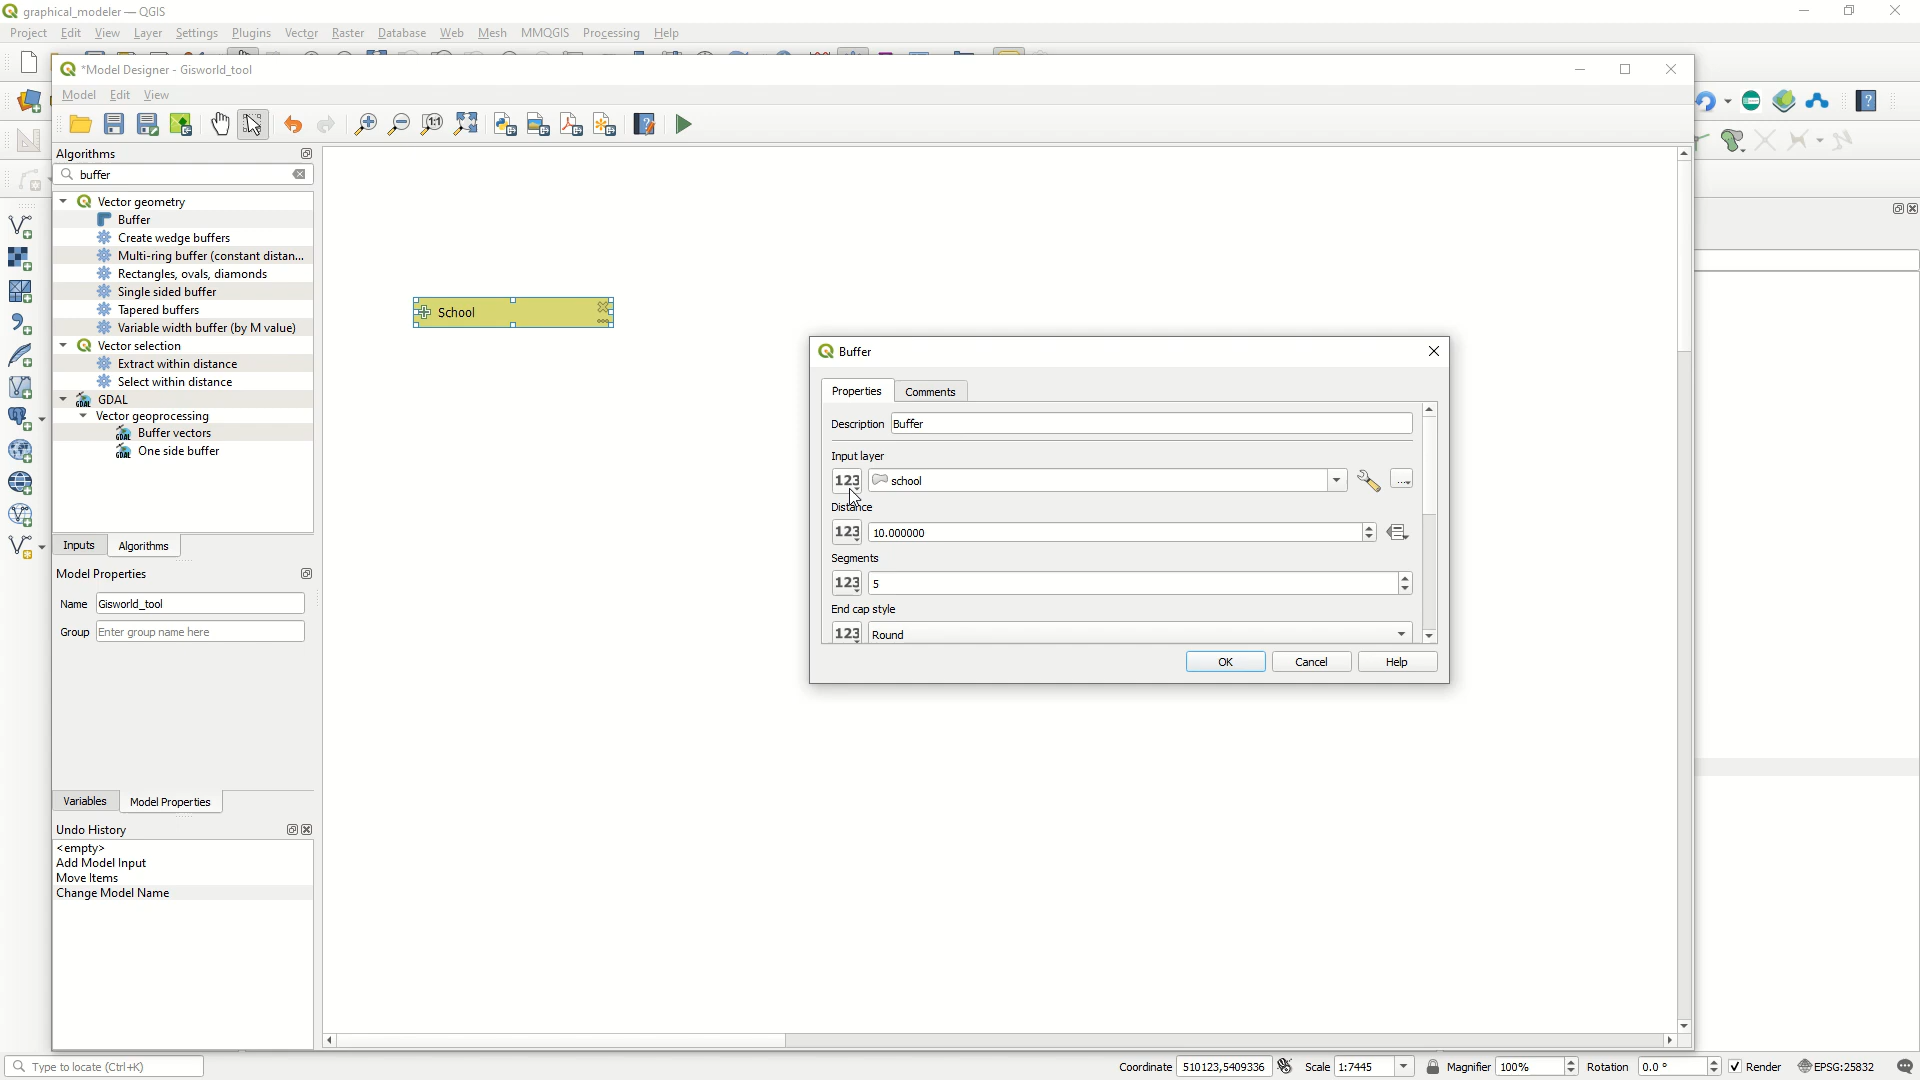 graphical_modeler — QGIS
Project Edit View Layer Settings Plugins Vector Raster Database Web Mesh MMQGIS Processing Help
*Model Designer - Gisworld_tool
Model Edit View
Algorithms
buffer
Vector geometry
Buffer
Create wedge buffers
Multi-ring buffer (constant distan...
Rectangles, ovals, diamonds
Single sided buffer
Tapered buffers
Variable width buffer (by M value)
Vector selection
Extract within distance
Select within distance
GDAL
Vector geoprocessing
GDAL Buffer vectors
GDAL One side buffer
Inputs Algorithms
Model Properties
Name Gisworld_tool
Group Enter group name here
Variables Model Properties
Undo History
<empty>
Add Model Input
Move Items
Change Model Name
School
Buffer
Properties Comments
Description Buffer
Input layer
123 school ...
Distance
123 10.000000
Segments
123 5
End cap style
123 Round
OK Cancel Help
Type to locate (Ctrl+K) Coordinate 510123,5409336 Scale 1:7445 Magnifier 100% Rotation 0.0 ° Render EPSG:25832